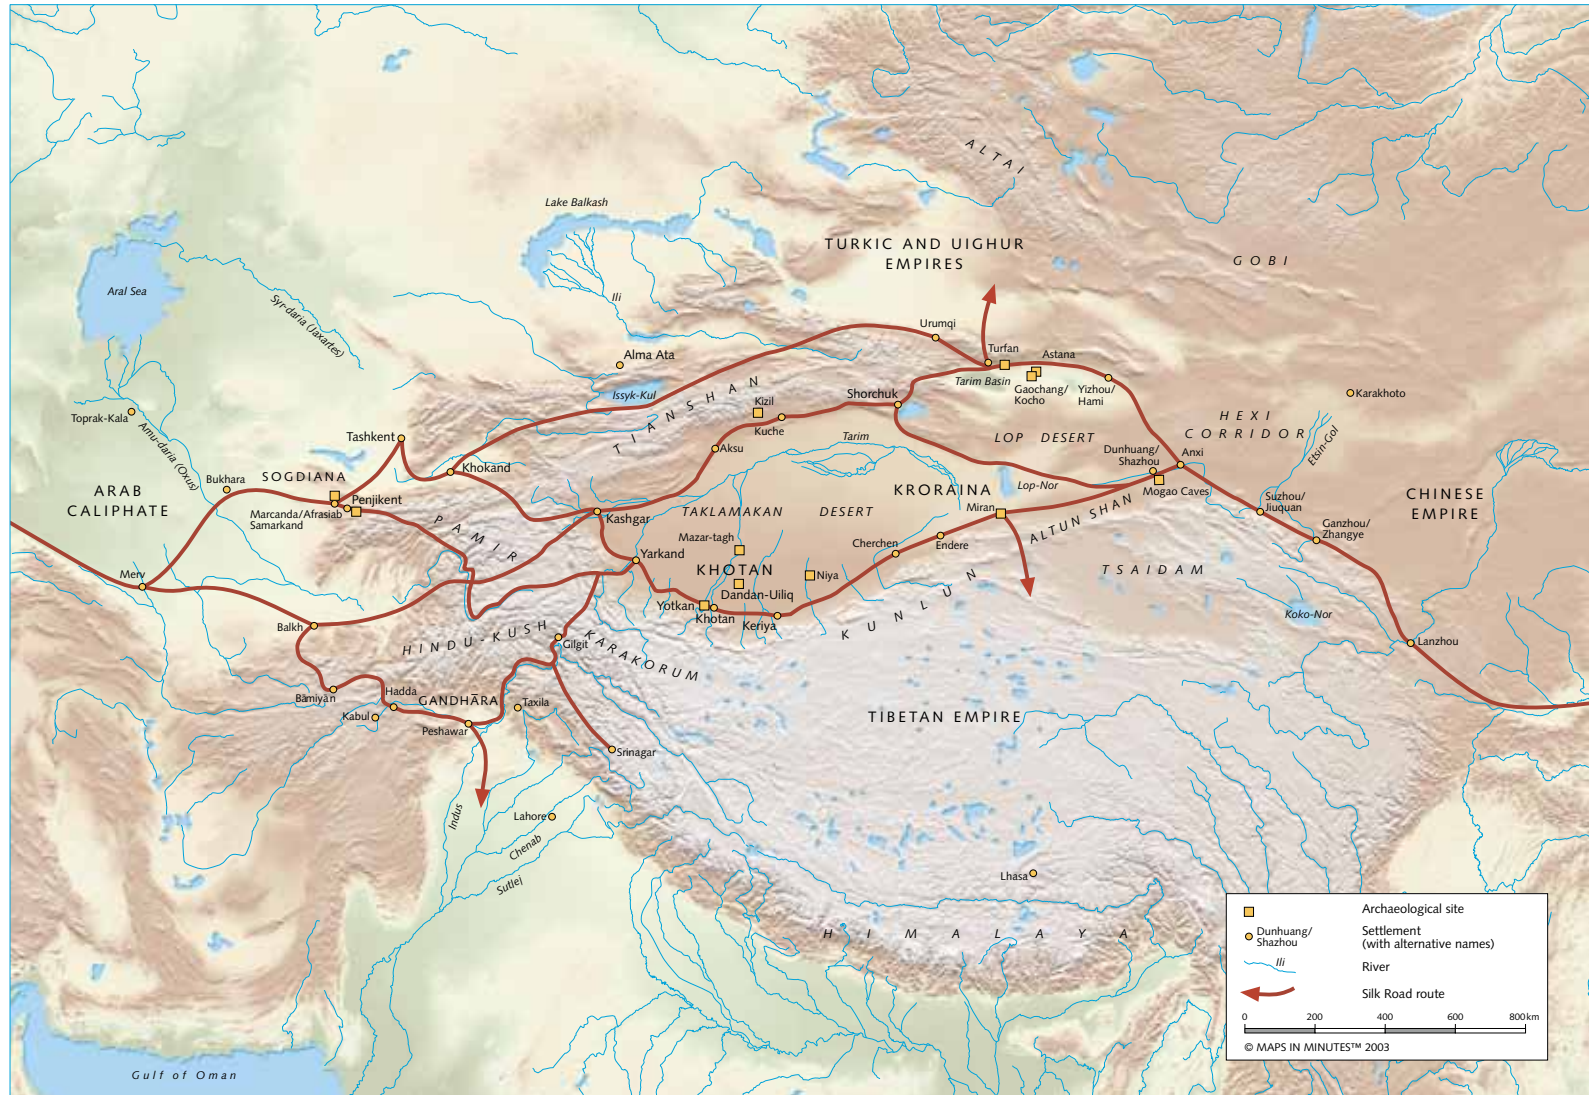 ALTAI
Lake Balkash
TURKIC AND UIGHUR
EMPIRES
GOBI
Aral Sea
Syr-daria (Jaxartes)
Ili
Urumqi
Alma Ata
Turfan
Astana
Tarim Basin
Gaochang/
Kocho
Yizhou/
Hami
Issyk-Kul
TIANSHAN
Kizil
Kuche
Shorchuk
Karakhoto
Toprak-Kala
Amu-daria (Oxus)
Tashkent
Khokand
Aksu
Tarim
LOP DESERT
HEXI
CORRIDOR
Etsin-Gol
Dunhuang/
Shazhou
Anxi
Mogao Caves
Bukhara
SOGDIANA
ARAB
CALIPHATE
Penjikent
Marcanda/Afrasiab
Samarkand
PAMIR
Kashgar
TAKLAMAKAN DESERT
KRORAINA
Lop-Nor
Miran
ALTUN SHAN
Suzhou/
Jiuquan
CHINESE
EMPIRE
Ganzhou/
Zhangye
Mazar-tagh
Cherchen
Endere
Yarkand
KHOTAN
Niya
Dandan-Uiliq
TSAIDAM
Merv
Yotkan
Khotan
Keriya
KUNLUN
Koko-Nor
Balkh
HINDU-KUSH
Gilgit
KARAKORUM
Lanzhou
Bāmiyān
Hadda
GANDHĀRA
Taxila
Kabul
Peshawar
TIBETAN EMPIRE
Srinagar
Indus
Lahore
Chenab
Sutlej
Lhasa
HIMALAYA
Gulf of Oman
Archaeological site
Dunhuang/
Shazhou
Settlement
(with alternative names)
Ili
River
Silk Road route
0 200 400 600 800km
© MAPS IN MINUTES™ 2003